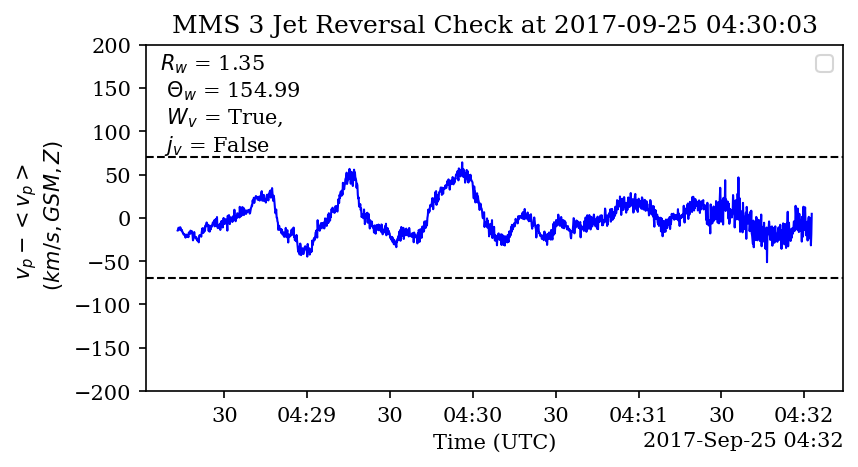 MMS 3 Jet Reversal Check at 2017-09-25 04:30:03
200
150
100
50
0
−50
−100
−150
−200
v_p − < v_p >
(km/s, GSM, Z)
R_w = 1.35
Θ_w = 154.99
W_v = True,
j_v = False
30 04:29 30 04:30 30 04:31 30 04:32
Time (UTC)
2017-Sep-25 04:32